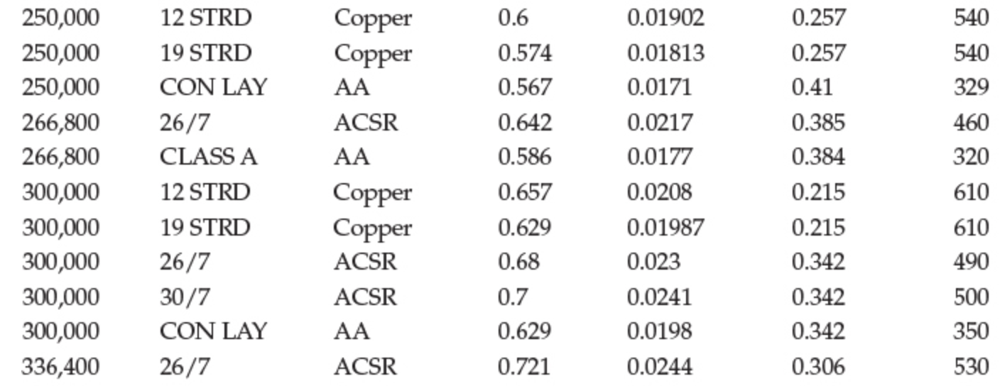 250,000 12 STRD Copper 0.6 0.01902 0.257 540
250,000 19 STRD Copper 0.574 0.01813 0.257 540
250,000 CON LAY AA 0.567 0.0171 0.41 329
266,800 26/7 ACSR 0.642 0.0217 0.385 460
266,800 CLASS A AA 0.586 0.0177 0.384 320
300,000 12 STRD Copper 0.657 0.0208 0.215 610
300,000 19 STRD Copper 0.629 0.01987 0.215 610
300,000 26/7 ACSR 0.68 0.023 0.342 490
300,000 30/7 ACSR 0.7 0.0241 0.342 500
300,000 CON LAY AA 0.629 0.0198 0.342 350
336,400 26/7 ACSR 0.721 0.0244 0.306 530